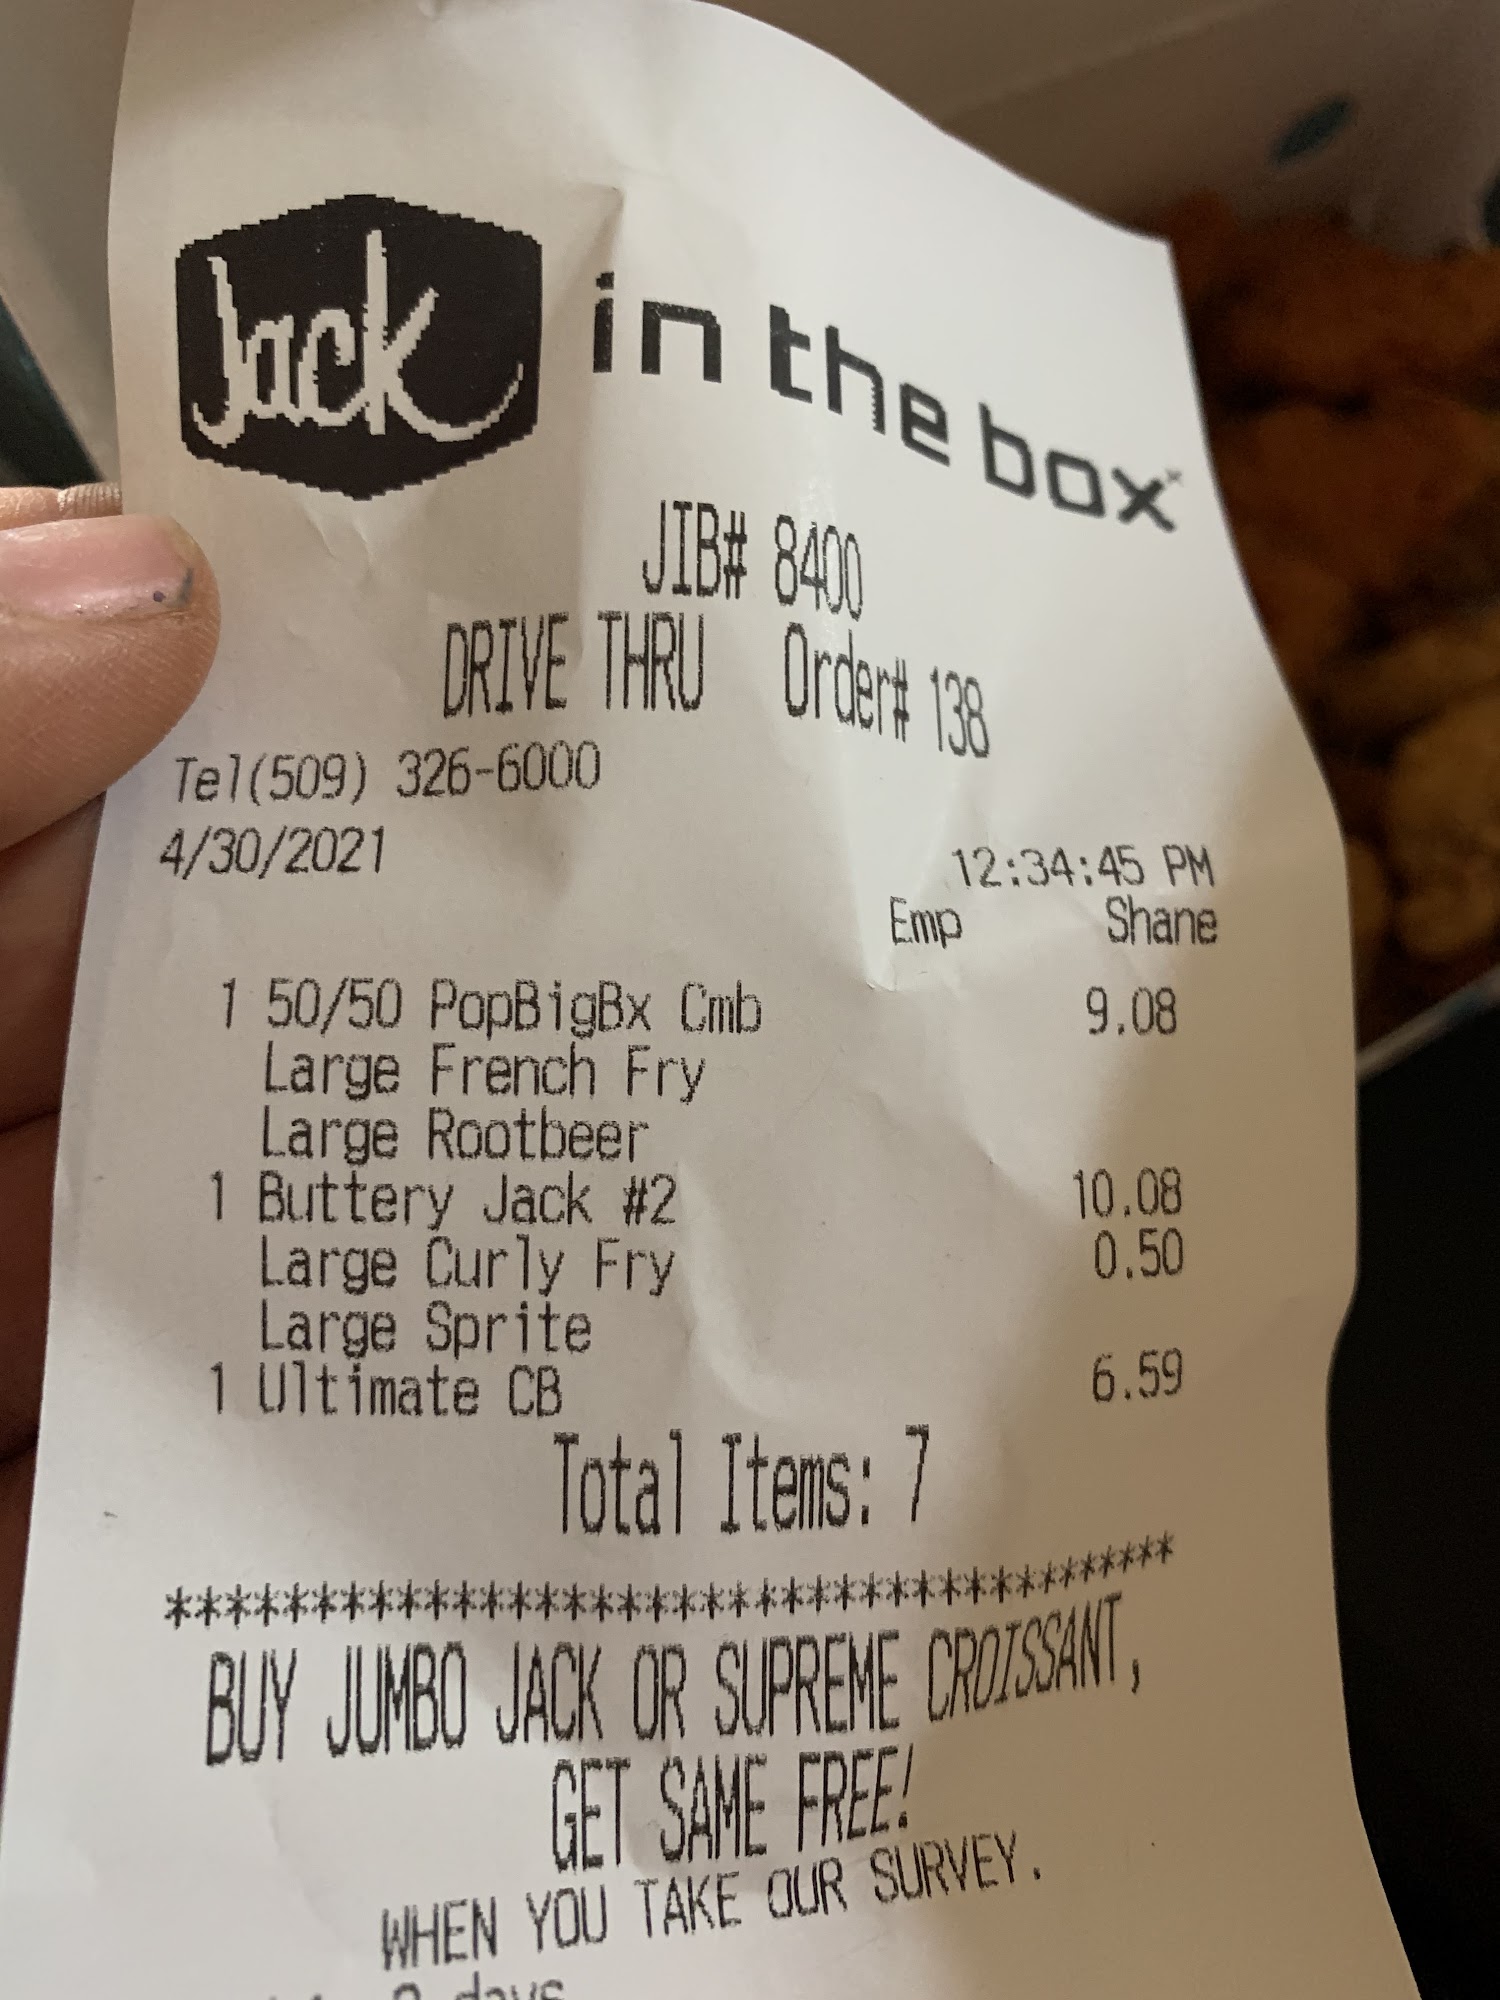 Jack in the box
JIB# 8400
DRIVE THRU Order# 138
Tel(509) 326-6000
4/30/2021 12:34:45 PM
Emp Shane
1 50/50 PopBigBx Cmb 9.08
Large French Fry
Large Rootbeer
1 Buttery Jack #2 10.08
Large Curly Fry 0.50
Large Sprite
1 Ultimate CB 6.59
Total Items: 7
************************************
BUY JUMBO JACK OR SUPREME CROISSANT,
GET SAME FREE!
WHEN YOU TAKE OUR SURVEY.
days